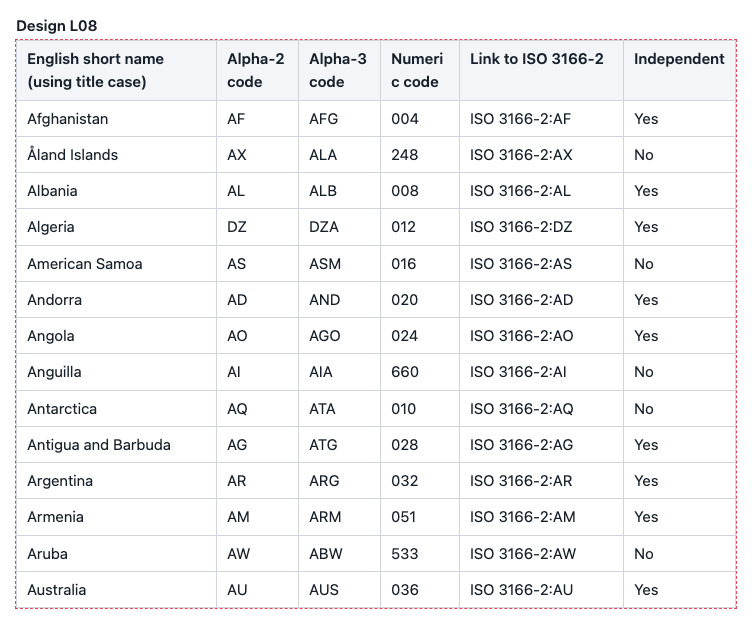 Design L08
English short name (using title case) Alpha-2 code Alpha-3 code Numeric code Link to ISO 3166-2 Independent
Afghanistan AF AFG 004 ISO 3166-2:AF Yes
Åland Islands AX ALA 248 ISO 3166-2:AX No
Albania AL ALB 008 ISO 3166-2:AL Yes
Algeria DZ DZA 012 ISO 3166-2:DZ Yes
American Samoa AS ASM 016 ISO 3166-2:AS No
Andorra AD AND 020 ISO 3166-2:AD Yes
Angola AO AGO 024 ISO 3166-2:AO Yes
Anguilla AI AIA 660 ISO 3166-2:AI No
Antarctica AQ ATA 010 ISO 3166-2:AQ No
Antigua and Barbuda AG ATG 028 ISO 3166-2:AG Yes
Argentina AR ARG 032 ISO 3166-2:AR Yes
Armenia AM ARM 051 ISO 3166-2:AM Yes
Aruba AW ABW 533 ISO 3166-2:AW No
Australia AU AUS 036 ISO 3166-2:AU Yes